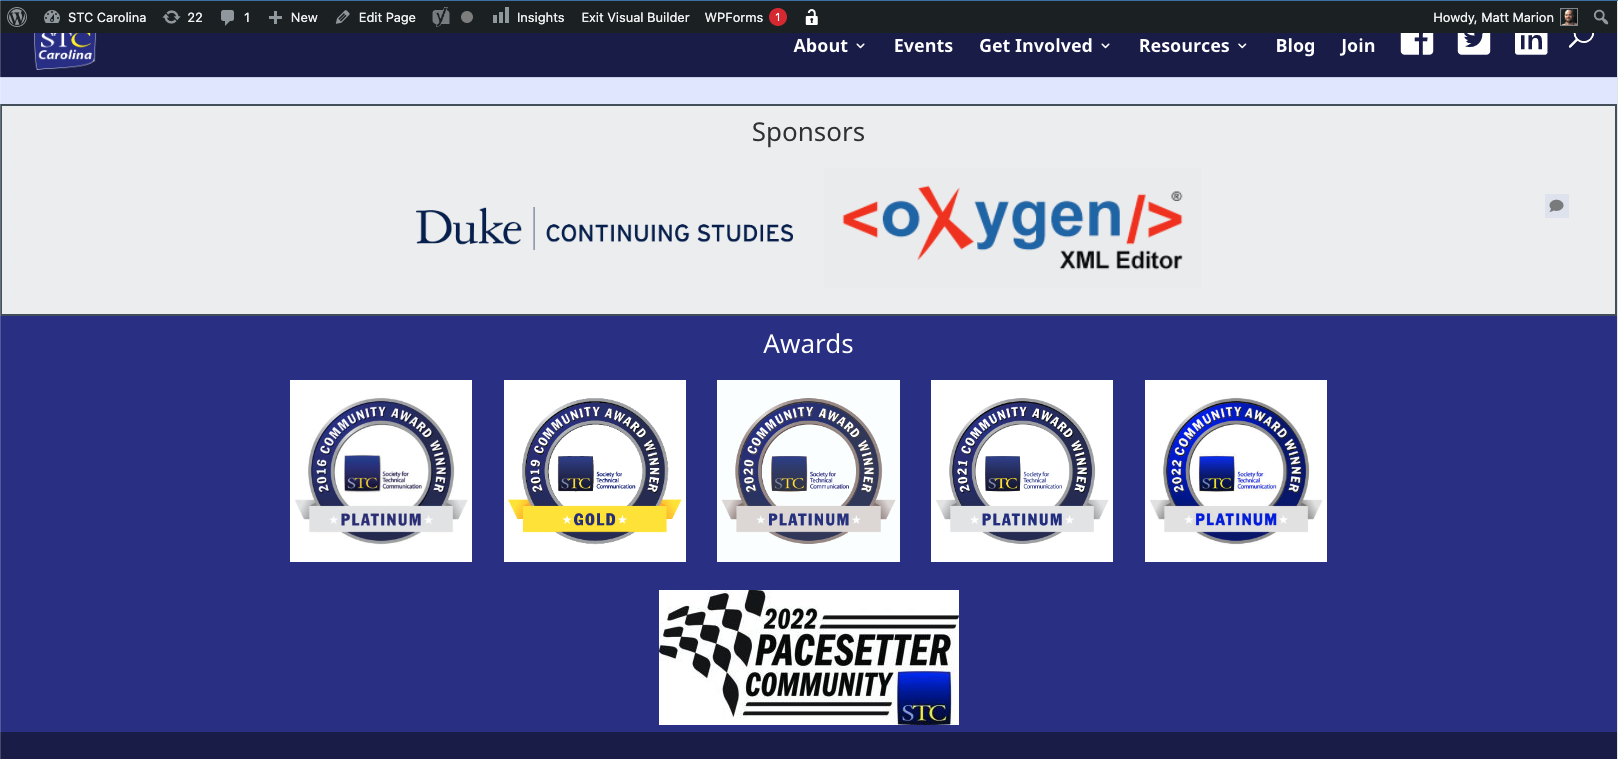 STC Carolina 22 1 New Edit Page Insights Exit Visual Builder WPForms 1 Howdy, Matt Marion
STC
Carolina
About Events Get Involved Resources Blog Join
Sponsors
Duke CONTINUING STUDIES
<oXygen/>®
XML Editor
Awards
2016 COMMUNITY AWARD WINNER
STC
Society for
Technical
Communication
PLATINUM
2019 COMMUNITY AWARD WINNER
STC
Society for
Technical
Communication
GOLD
2020 COMMUNITY AWARD WINNER
STC
Society for
Technical
Communication
PLATINUM
2021 COMMUNITY AWARD WINNER
STC
Society for
Technical
Communication
PLATINUM
2022 COMMUNITY AWARD WINNER
STC
Society for
Technical
Communication
PLATINUM
2022
PACESETTER
COMMUNITY
STC